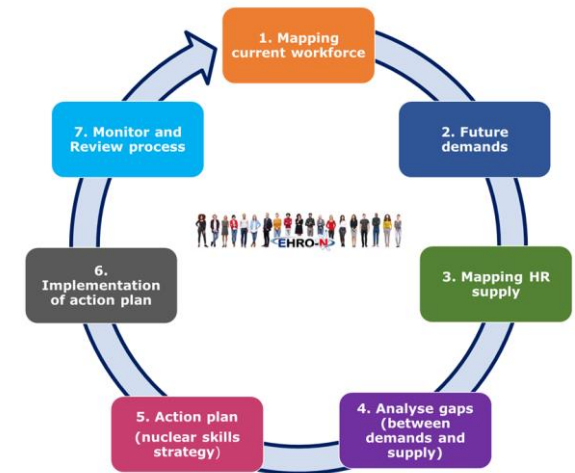 1. Mapping
current workforce
2. Future
demands
3. Mapping HR
supply
4. Analyse gaps
(between
demands and
supply)
5. Action plan
(nuclear skills
strategy)
6.
Implementation
of action plan
7. Monitor and
Review process
EHRO-N